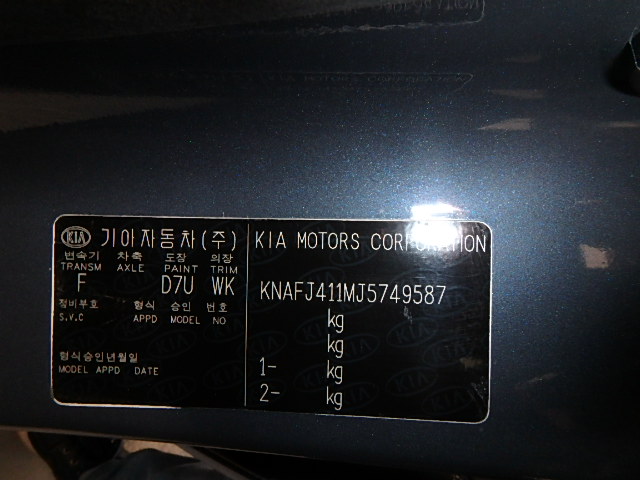 KIA 기아자동차(주) KIA MOTORS CORPORATION
변속기 차축 도장 의장
TRANSM AXLE PAINT TRIM
F D7U WK
KNAFJ411MJ5749587
정비부호 형식 승인 번호
S.V.C APPD MODEL NO
kg
kg
형식승인년월일
MODEL APPD DATE
1- kg
2- kg